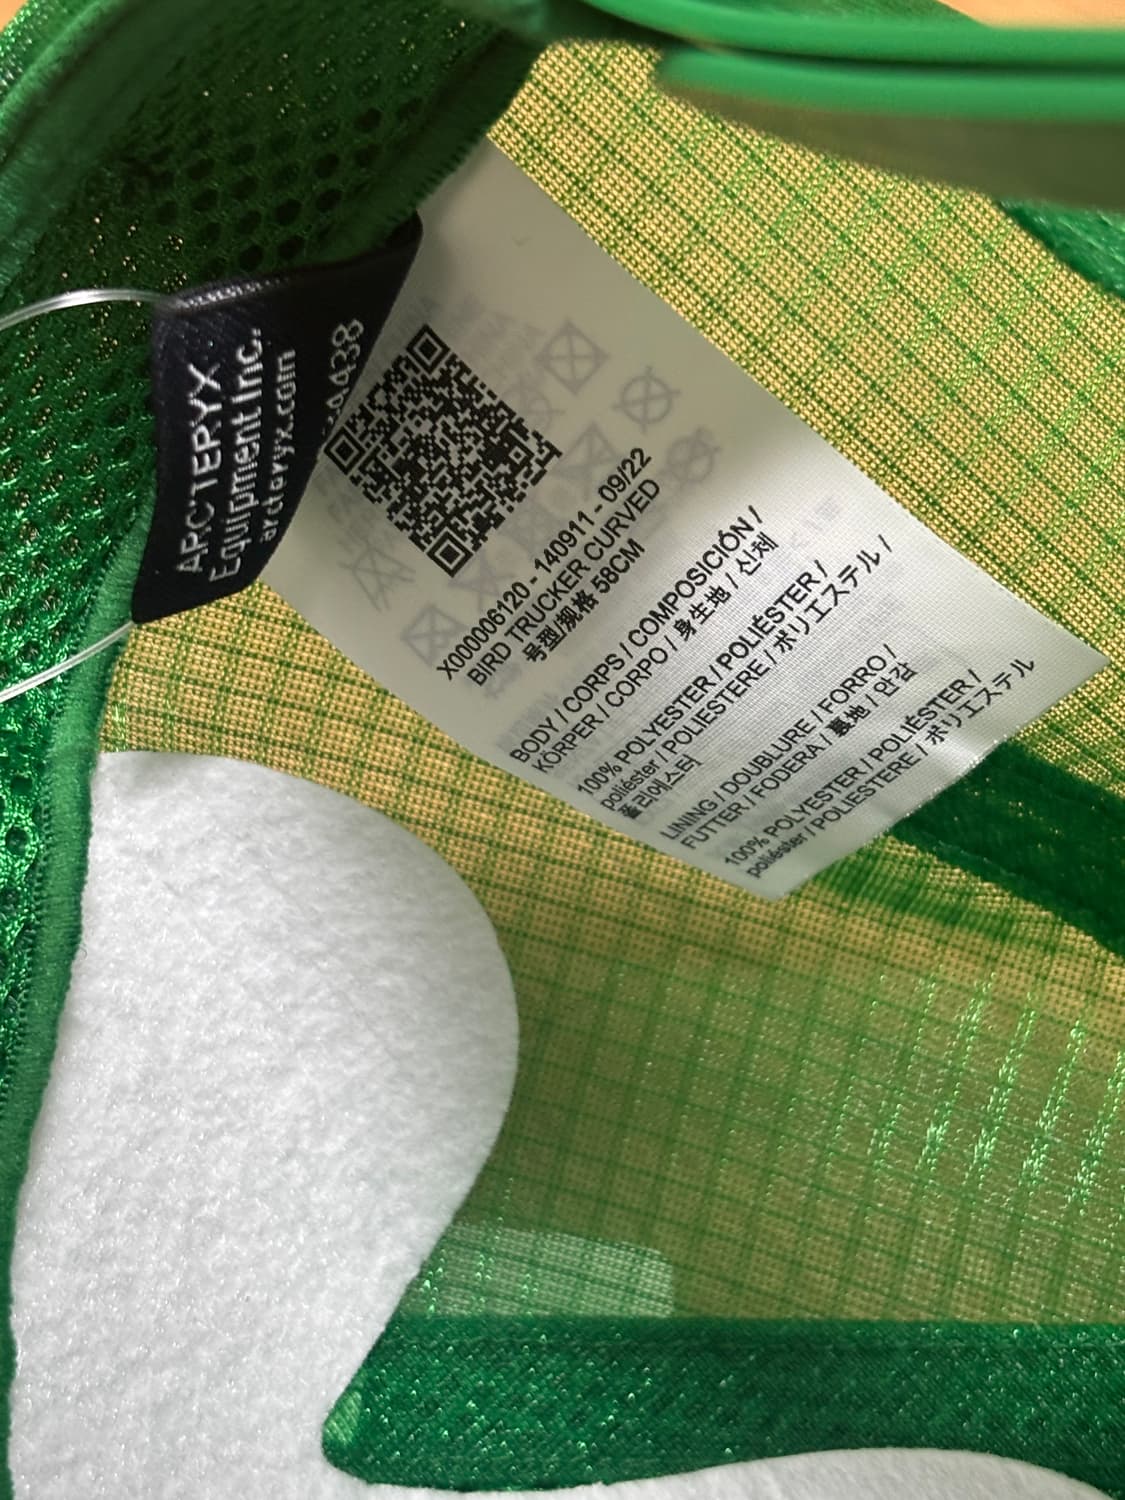 ARC'TERYX
Equipment Inc.
arcteryx.com
X000006120 - 140911 - 09/22
BIRD TRUCKER CURVED
号型/规格 58CM
BODY / CORPS / COMPOSICIÓN /
KÖRPER / CORPO / 身生地 / 신체
100% POLYESTER / POLIÉSTER /
poliéster / POLIESTERE / ポリエステル /
폴리에스터
LINING / DOUBLURE / FORRO /
FUTTER / FODERA / 裏地 / 안감
100% POLYESTER / POLIÉSTER /
poliéster / POLIESTERE / ポリエステル